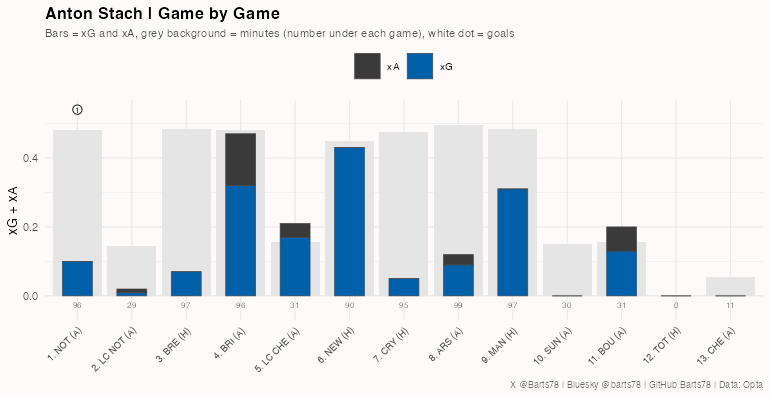 Anton Stach | Game by Game
Bars = xG and xA, grey background = minutes (number under each game), white dot = goals
xA xG
1
xG + xA
0.4
0.2
0.0
96 29 97 96 31 90 95 99 97 30 31 0 11
1. NOT (A)
2. LC NOT (A)
3. BRE (H)
4. BRI (A)
5. LC CHE (A)
6. NEW (H)
7. CRY (H)
8. ARS (A)
9. MAN (H)
10. SUN (A)
11. BOU (A)
12. TOT (H)
13. CHE (A)
X @Barts78 | Bluesky @barts78 | GitHub Barts78 | Data: Opta